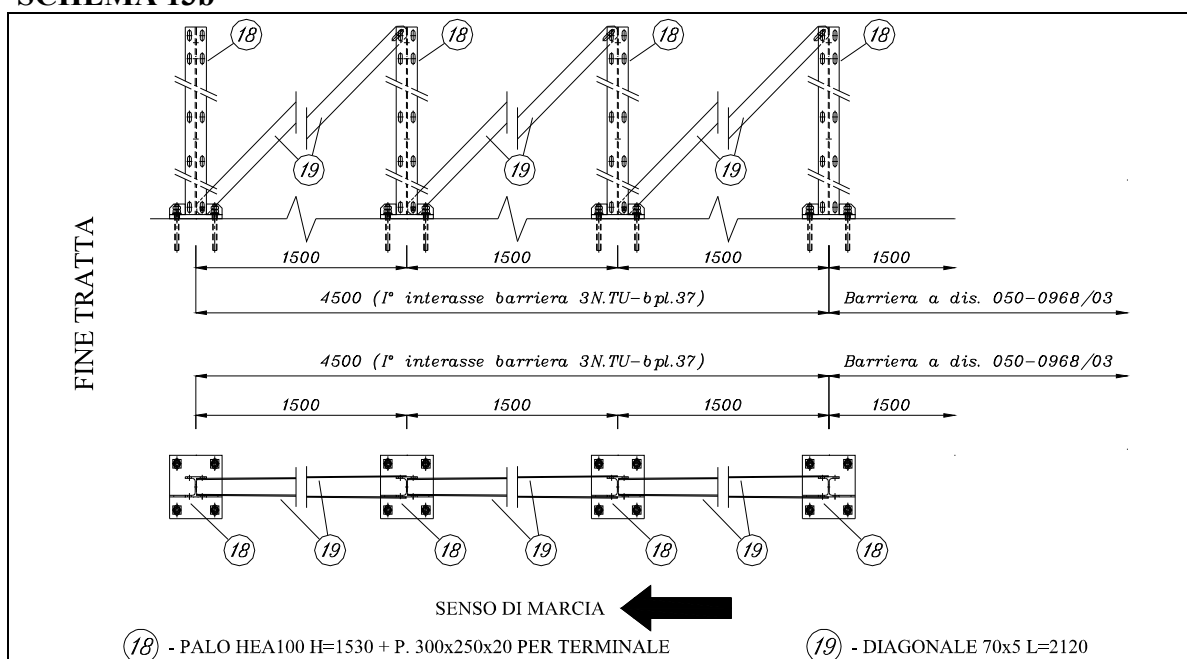 SCHEMA 13b
18 18 18 18
19 19 19
FINE TRATTA
1500 1500 1500 1500
4500 (I° interasse barriera 3N.TU-bpl.37) Barriera a dis. 050-0968/03
4500 (I° interasse barriera 3N.TU-bpl.37) Barriera a dis. 050-0968/03
1500 1500 1500 1500
18 19 18 19 18 19 18
SENSO DI MARCIA
18 - PALO HEA100 H=1530 + P. 300x250x20 PER TERMINALE 19 - DIAGONALE 70x5 L=2120